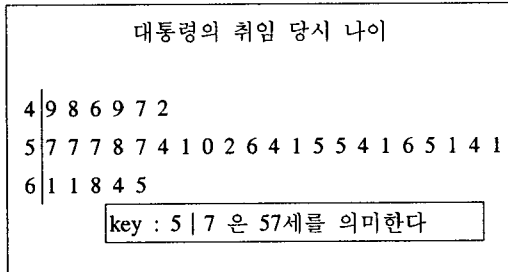 대통령의 취임 당시 나이
4|9 8 6 9 7 2
5|7 7 7 8 7 4 1 0 2 6 4 1 5 5 4 1 6 5 1 4 1
6|1 1 8 4 5
key : 5 | 7 은 57세를 의미한다